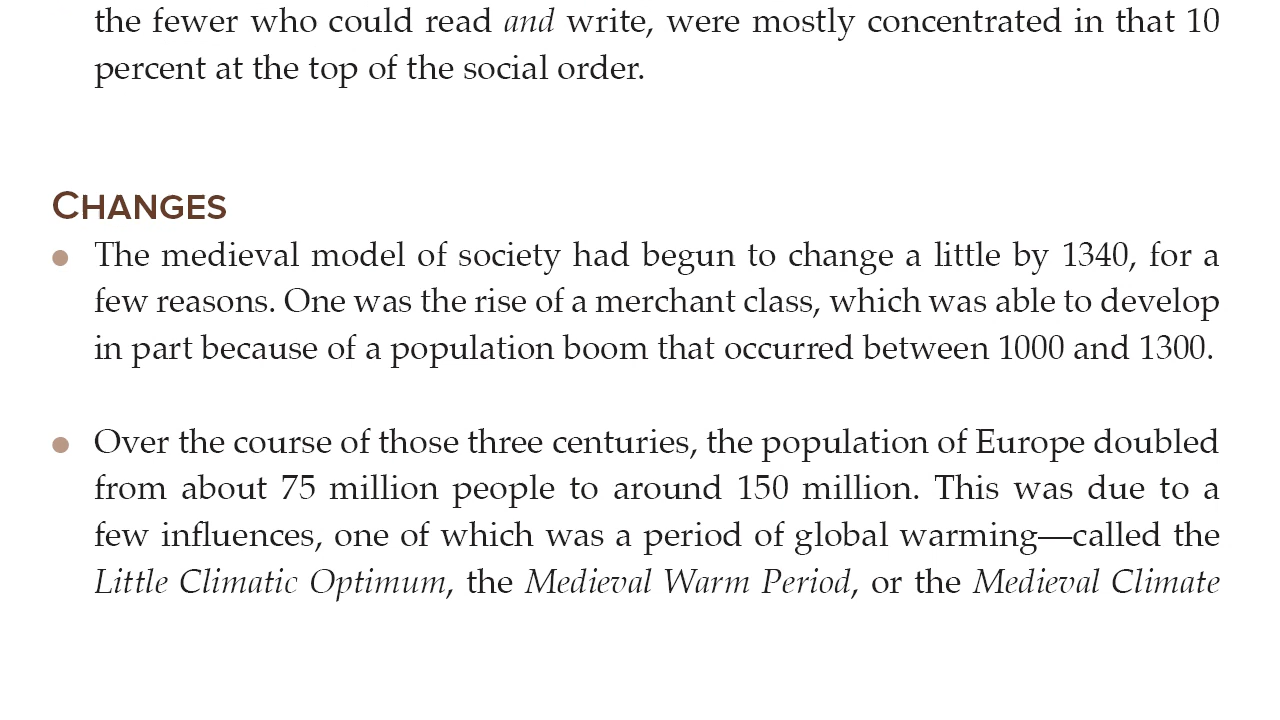 the fewer who could read and write, were mostly concentrated in that 10
percent at the top of the social order.
CHANGES
● The medieval model of society had begun to change a little by 1340, for a
few reasons. One was the rise of a merchant class, which was able to develop
in part because of a population boom that occurred between 1000 and 1300.
● Over the course of those three centuries, the population of Europe doubled
from about 75 million people to around 150 million. This was due to a
few influences, one of which was a period of global warming—called the
Little Climatic Optimum, the Medieval Warm Period, or the Medieval Climate